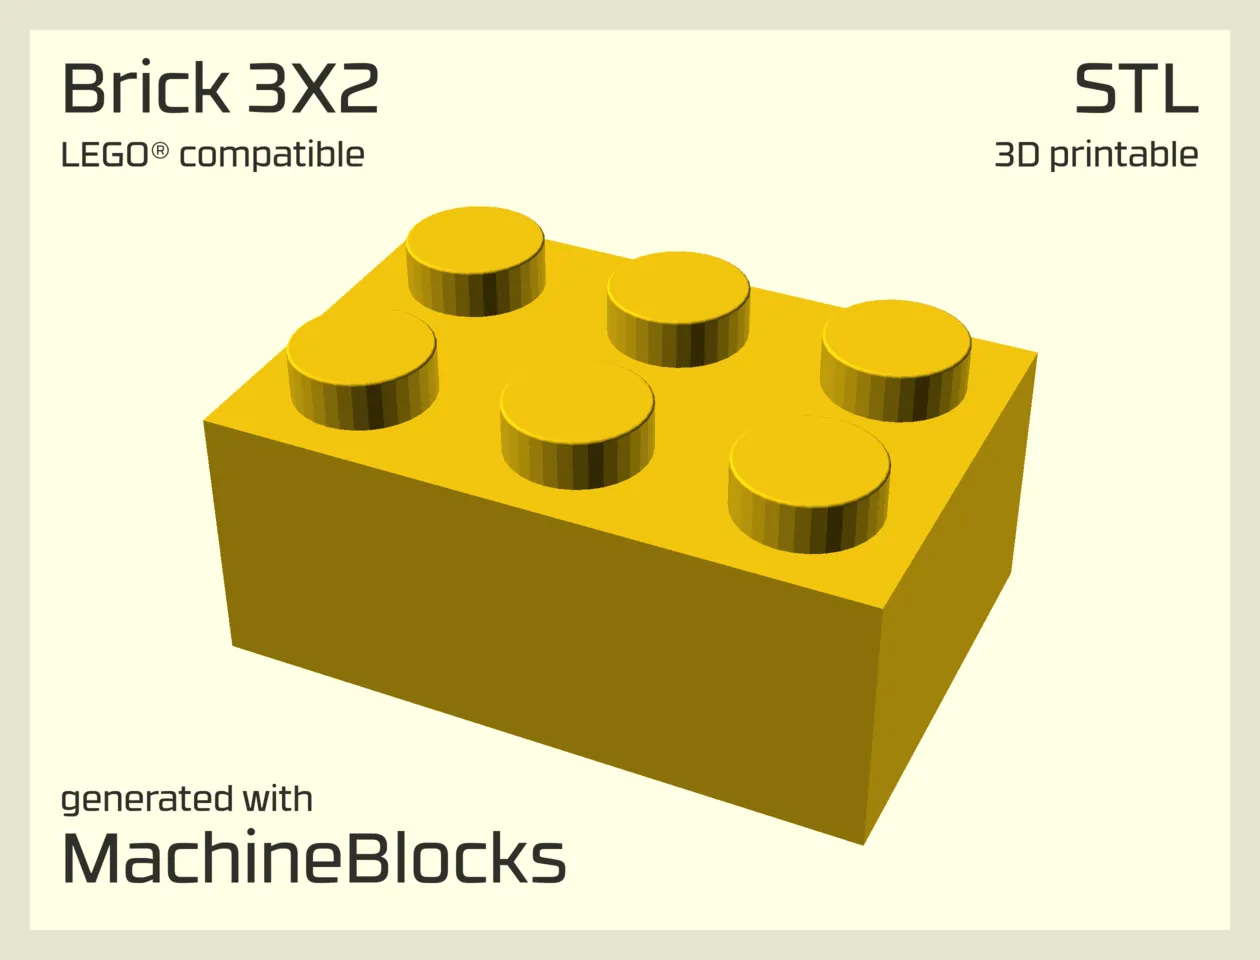 Brick 3X2
LEGO® compatible
STL
3D printable
generated with
MachineBlocks